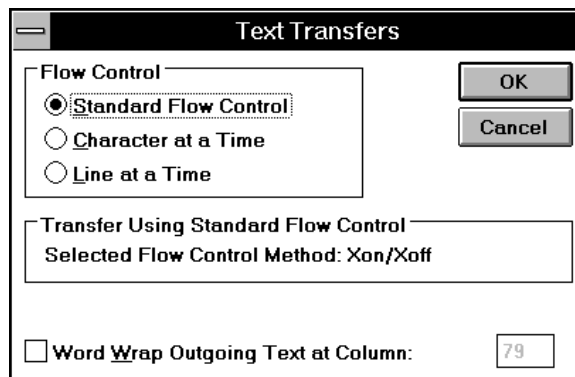 Text Transfers
Flow Control
Standard Flow Control
Character at a Time
Line at a Time
OK
Cancel
Transfer Using Standard Flow Control
Selected Flow Control Method: Xon/Xoff
Word Wrap Outgoing Text at Column: 79